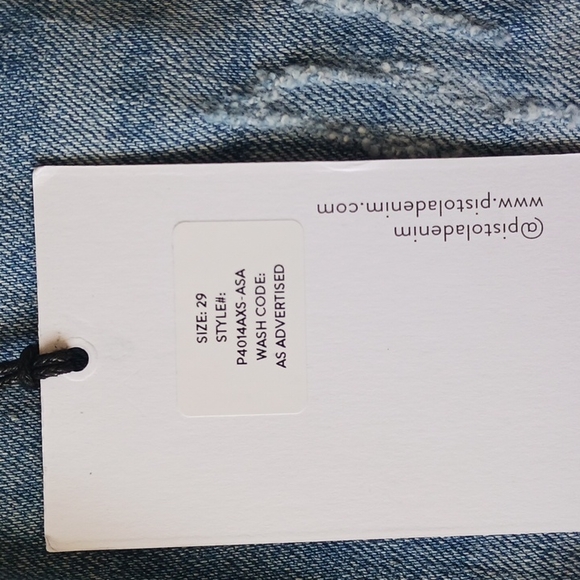 @pistoladenim
www.pistoladenim.com
SIZE: 29
STYLE#:
P4014AXS-ASA
WASH CODE:
AS ADVERTISED